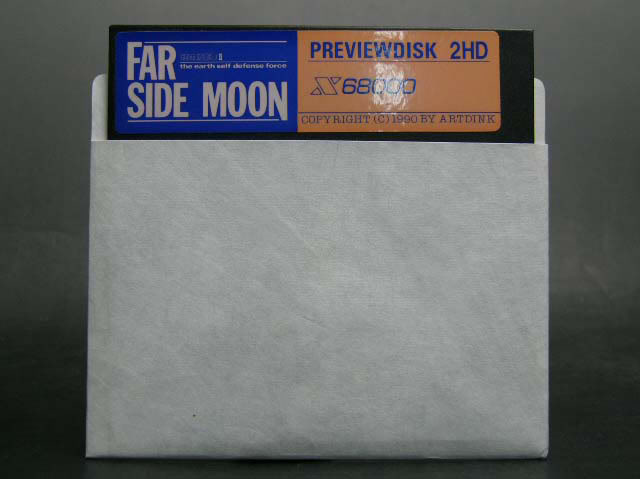 FAR
the earth self defense force
SIDE MOON
PREVIEWDISK 2HD
X68000
COPYRIGHT (C) 1990 BY ARTDINK